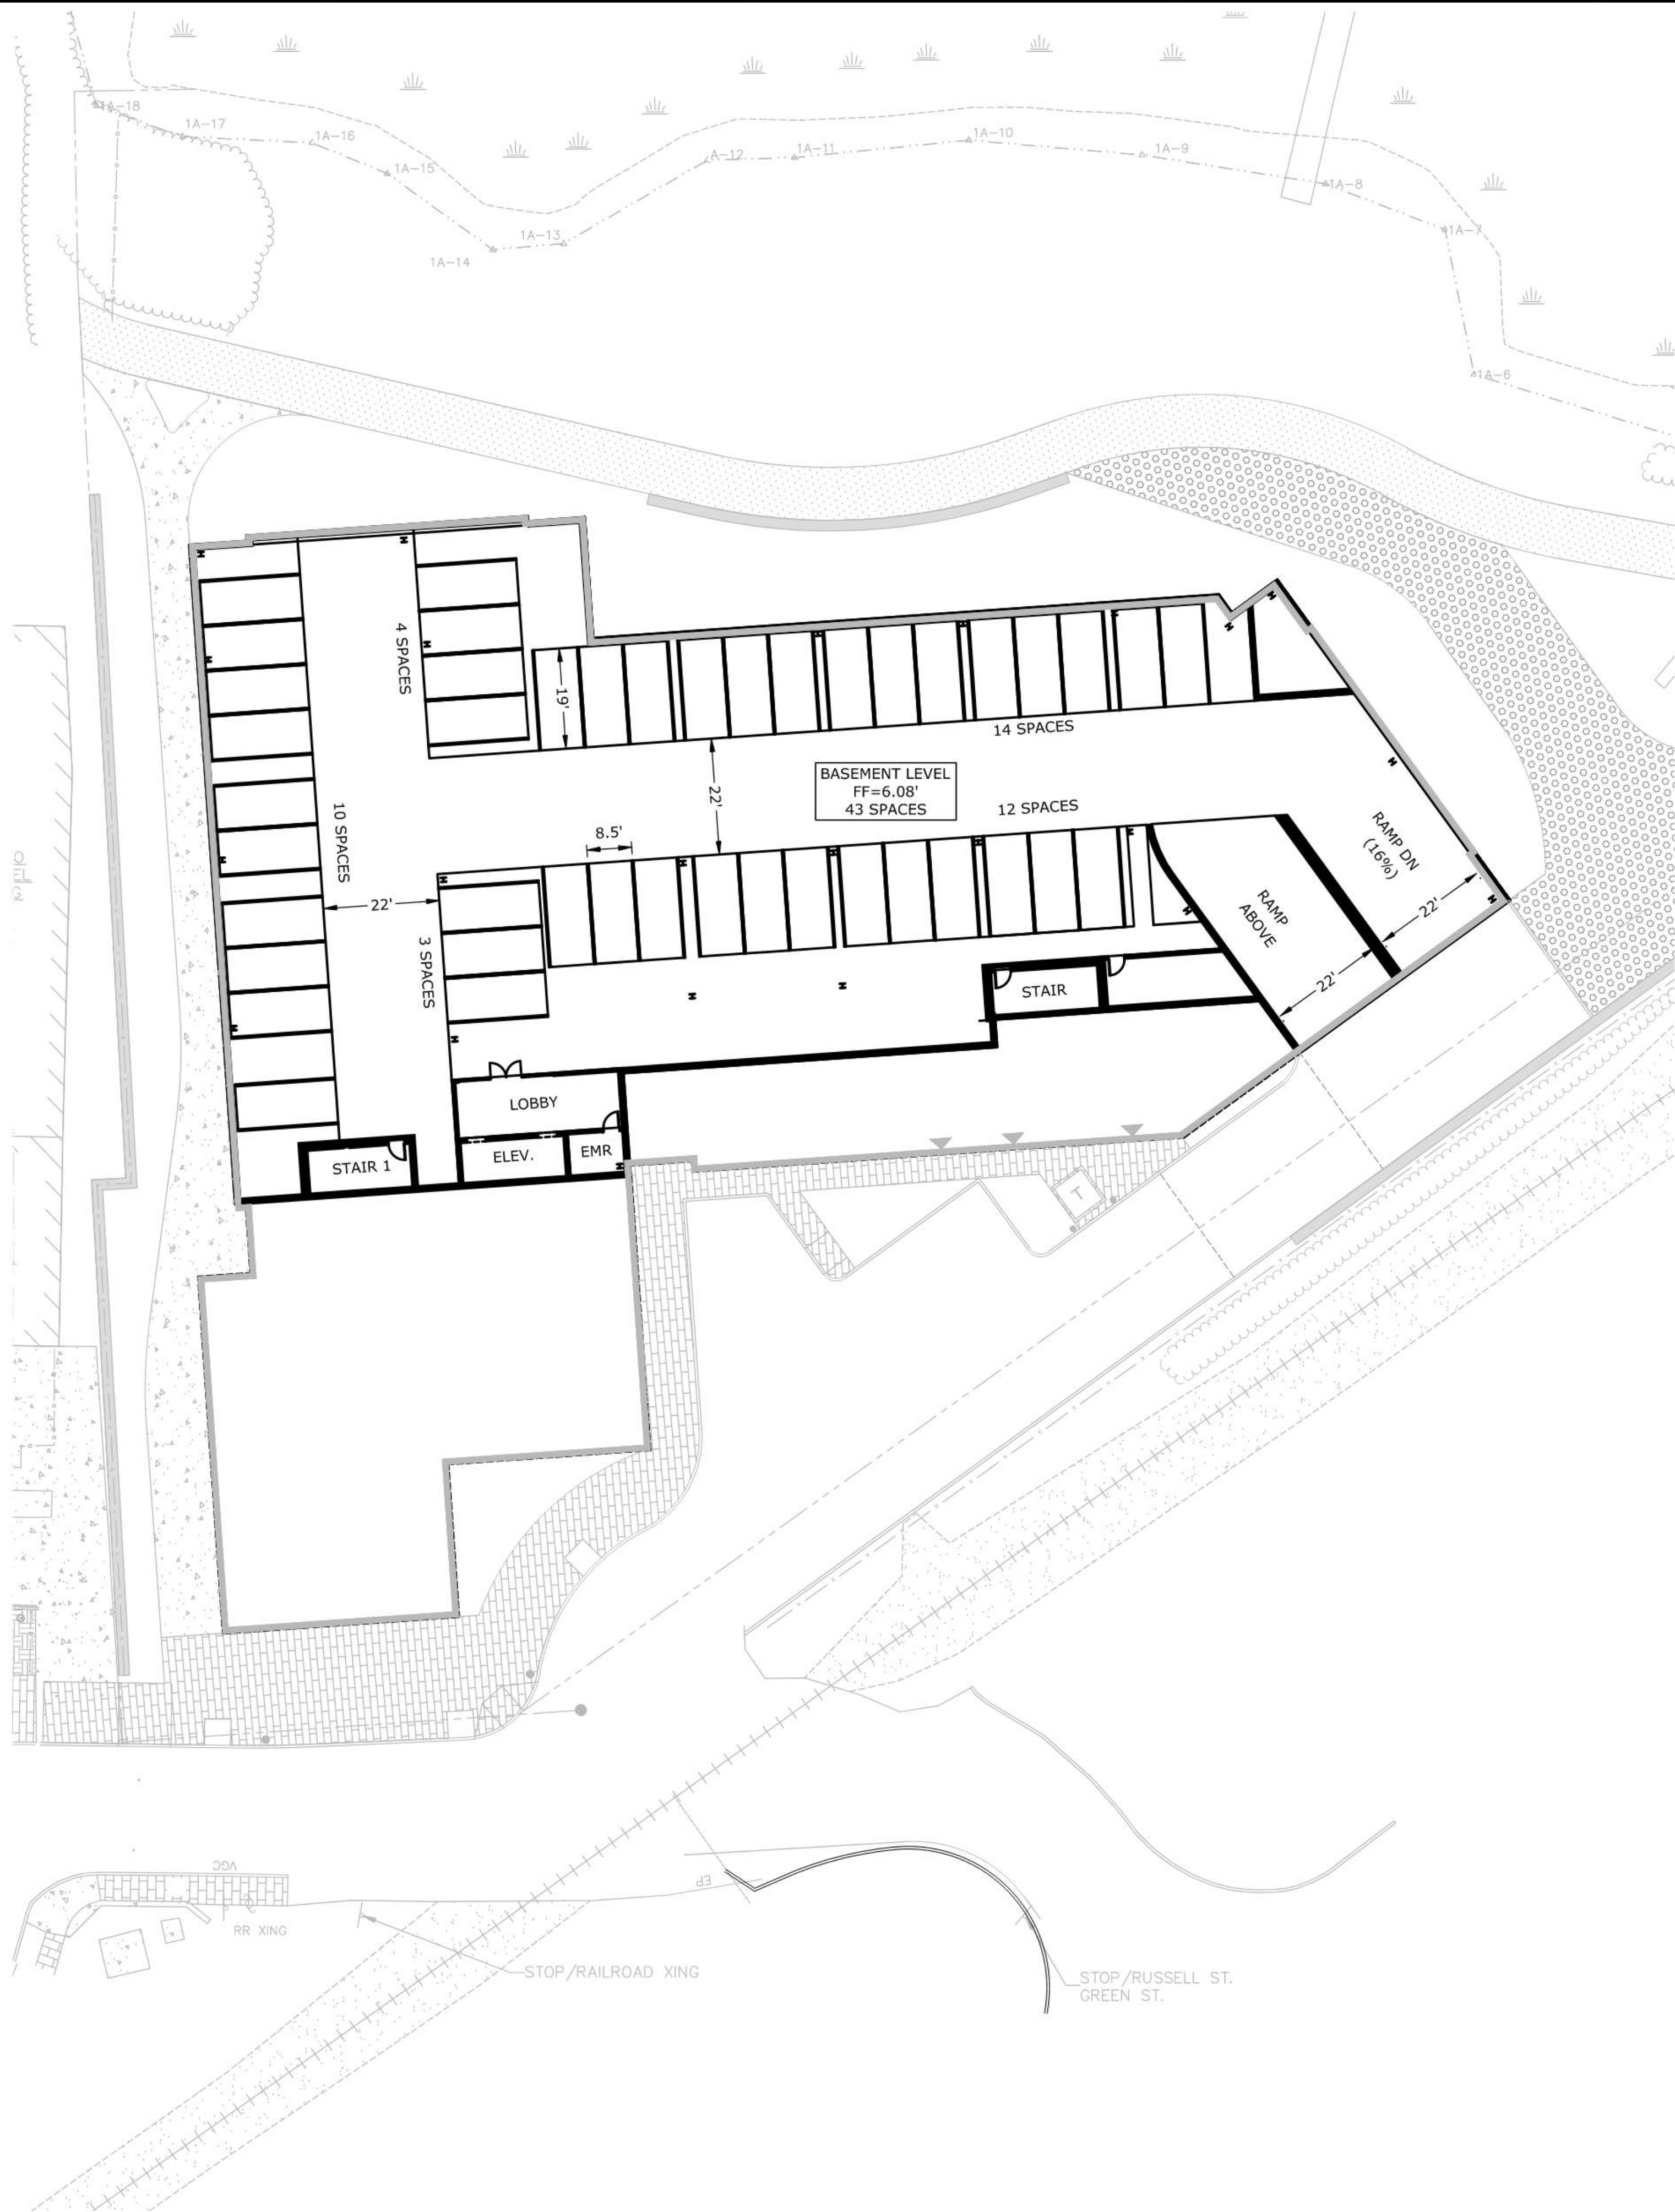 1A-18
1A-17
1A-16
1A-15
1A-14
1A-13
A-12
1A-11
1A-10
1A-9
1A-8
1A-7
1A-6
4 SPACES
19'
14 SPACES
BASEMENT LEVEL
FF=6.08'
43 SPACES
22'
12 SPACES
8.5'
10 SPACES
22'
3 SPACES
RAMP DN
(16%)
22'
RAMP
ABOVE
22'
STAIR
LOBBY
ELEV.
EMR
STAIR 1
T
VGC
EP
RR XING
STOP/RAILROAD XING
STOP/RUSSELL ST.
GREEN ST.